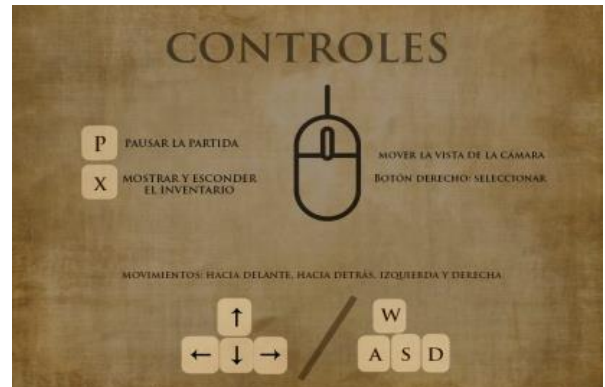 CONTROLES
P PAUSAR LA PARTIDA
X MOSTRAR Y ESCONDER
EL INVENTARIO
MOVER LA VISTA DE LA CÁMARA
BOTÓN DERECHO: SELECCIONAR
MOVIMIENTOS: HACIA DELANTE, HACIA DETRÁS, IZQUIERDA Y DERECHA
↑
← ↓ →
/
W
A S D